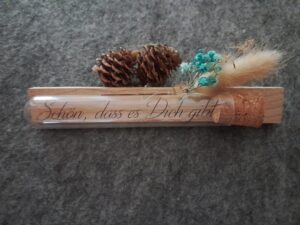 Schön, dass es Dich gibt